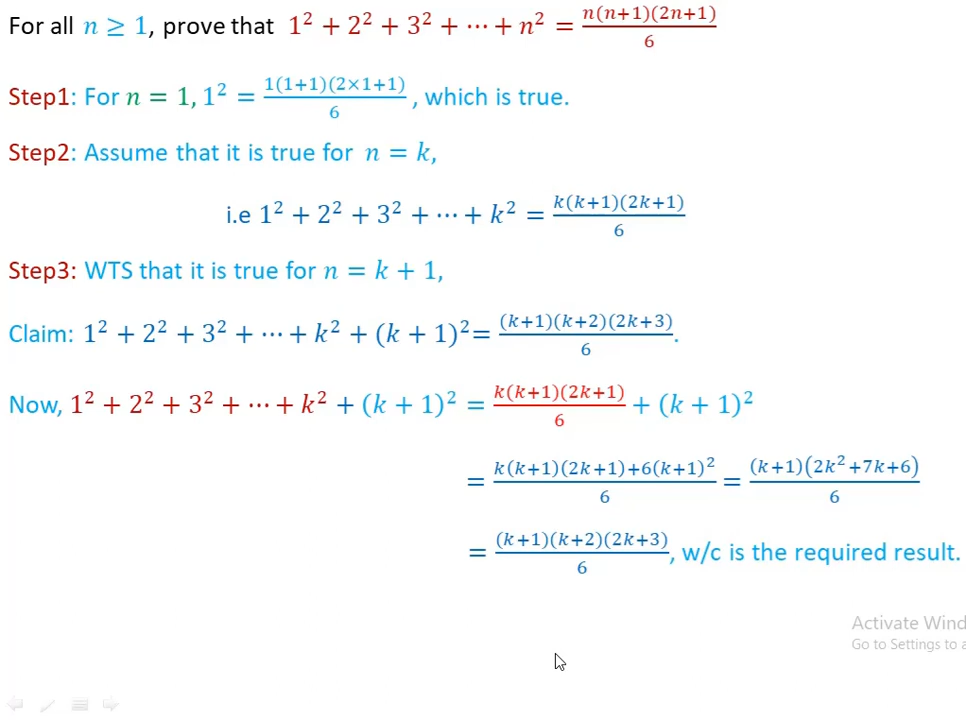 For all n ≥ 1, prove that 1² + 2² + 3² + ⋯ + n² = n(n+1)(2n+1)/6
Step1: For n = 1, 1² = 1(1+1)(2×1+1)/6 , which is true.
Step2: Assume that it is true for n = k,
i.e 1² + 2² + 3² + ⋯ + k² = k(k+1)(2k+1)/6
Step3: WTS that it is true for n = k + 1,
Claim: 1² + 2² + 3² + ⋯ + k² + (k + 1)²= (k+1)(k+2)(2k+3)/6.
Now, 1² + 2² + 3² + ⋯ + k² + (k + 1)² = k(k+1)(2k+1)/6 + (k + 1)²
= k(k+1)(2k+1)+6(k+1)²/6 = (k+1)(2k²+7k+6)/6
= (k+1)(k+2)(2k+3)/6, w/c is the required result.
Activate Wind
Go to Settings to a